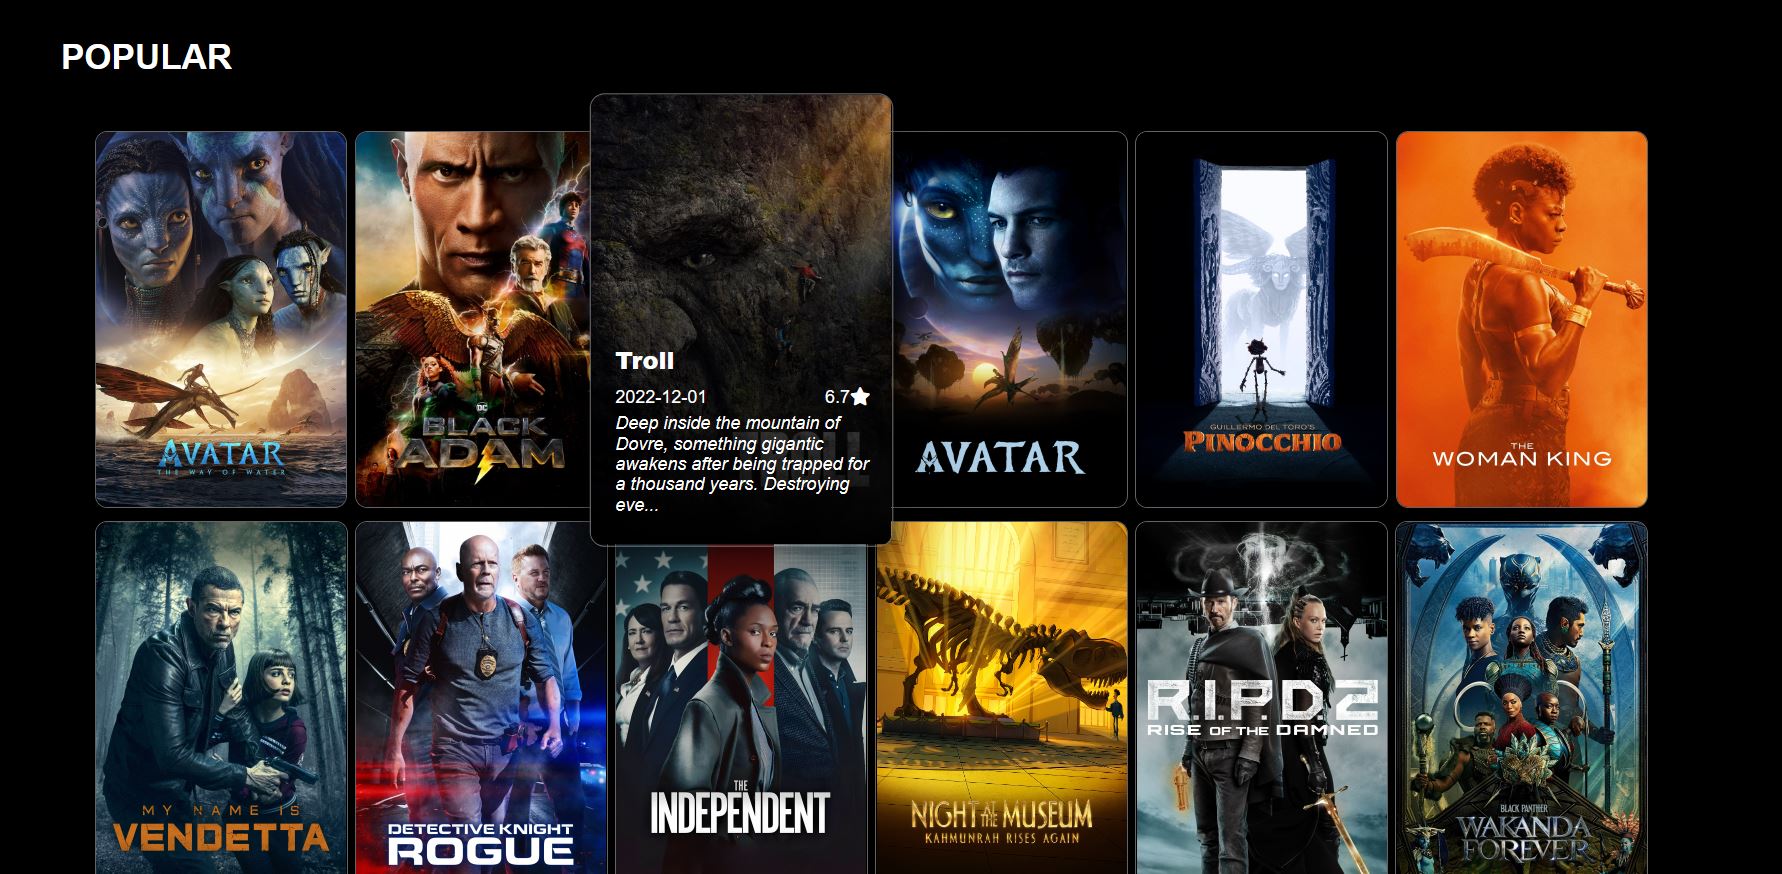 POPULAR
AVATAR
THE WAY OF WATER
DC
BLACK
ADAM
Troll
2022-12-01 6.7
Deep inside the mountain of
Dovre, something gigantic
awakens after being trapped for
a thousand years. Destroying
eve...
AVATAR
GUILLERMO DEL TORO'S
PINOCCHIO
THE
WOMAN KING
MY NAME IS
VENDETTA
DETECTIVE KNIGHT
ROGUE
THE
INDEPENDENT
NIGHT AT THE MUSEUM
KAHMUNRAH RISES AGAIN
R.I.P.D.2
RISE OF THE DAMNED
BLACK PANTHER
WAKANDA
FOREVER